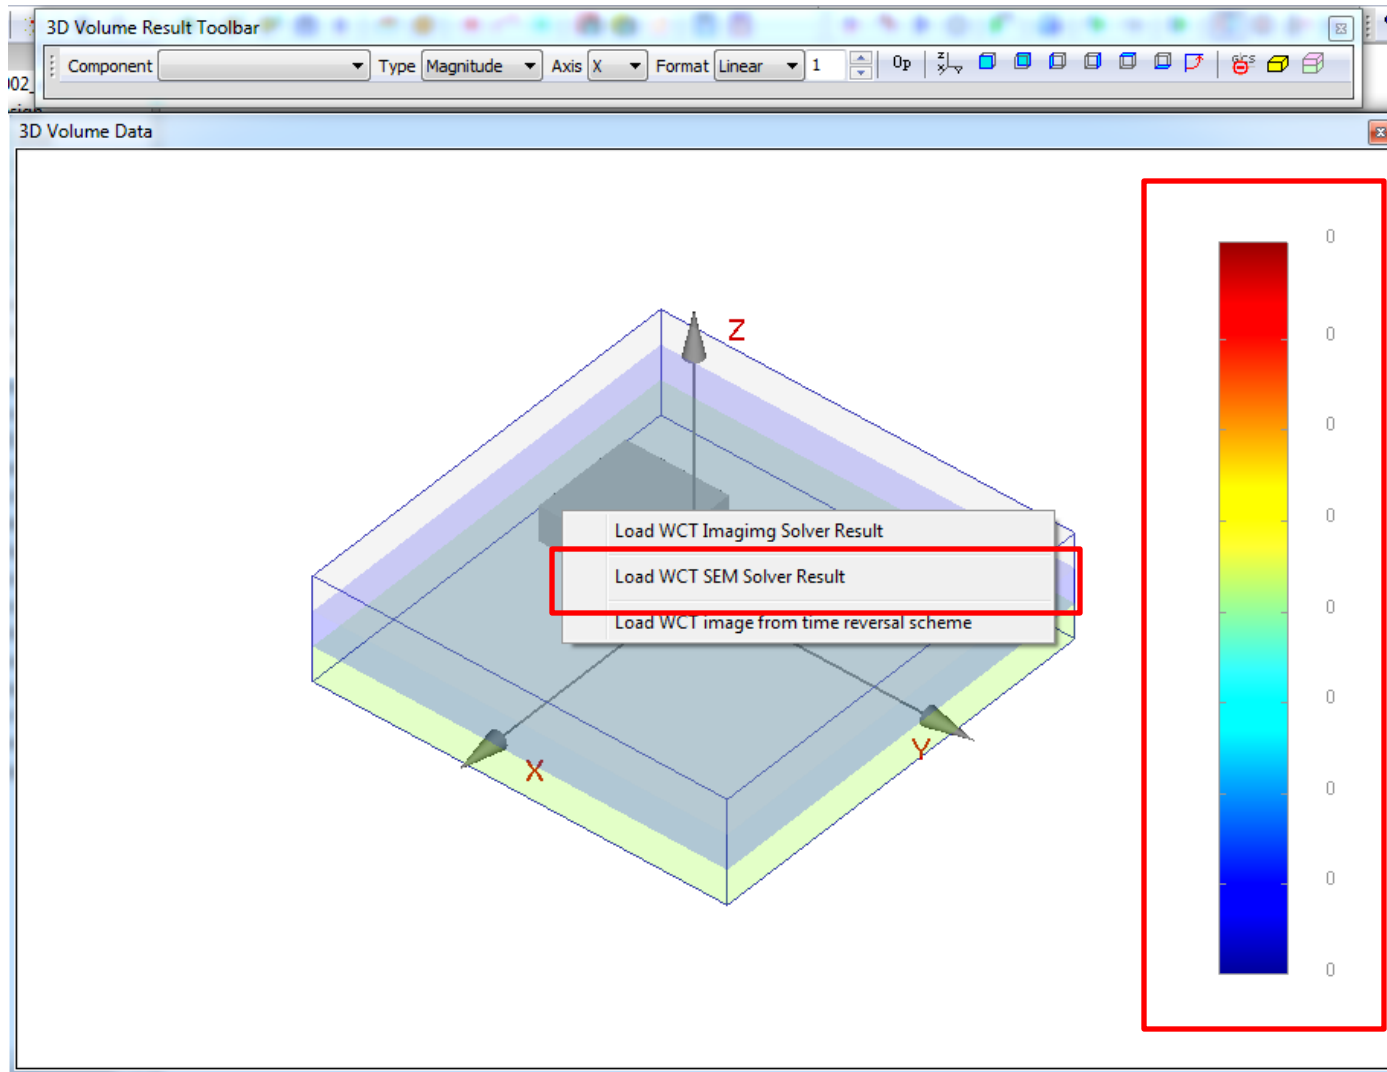 3D Volume Result Toolbar
Component Type Magnitude Axis X Format Linear 1 Op
002_
3D Volume Data
Z
Load WCT Imagimg Solver Result
Load WCT SEM Solver Result
Load WCT image from time reversal scheme
X
Y
0
0
0
0
0
0
0
0
0